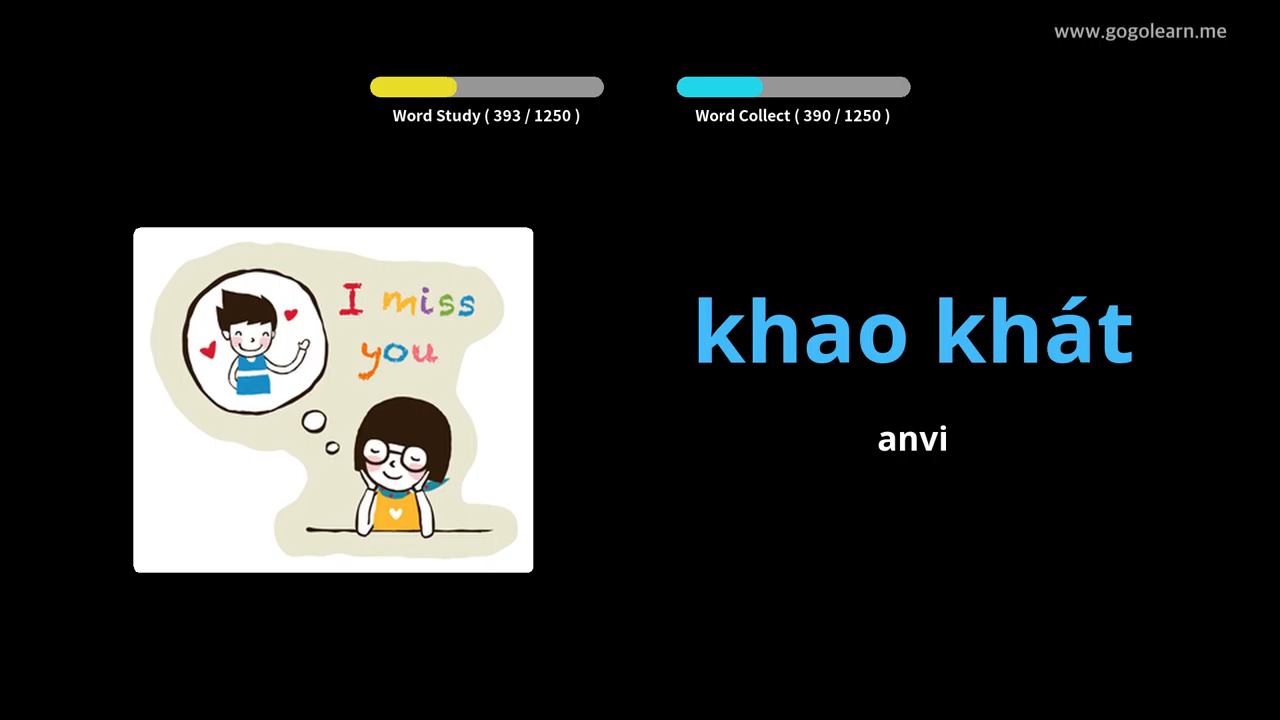 www.gogolearn.me
Word Study ( 393 / 1250 )
Word Collect ( 390 / 1250 )
I miss
you
khao khát
anvi